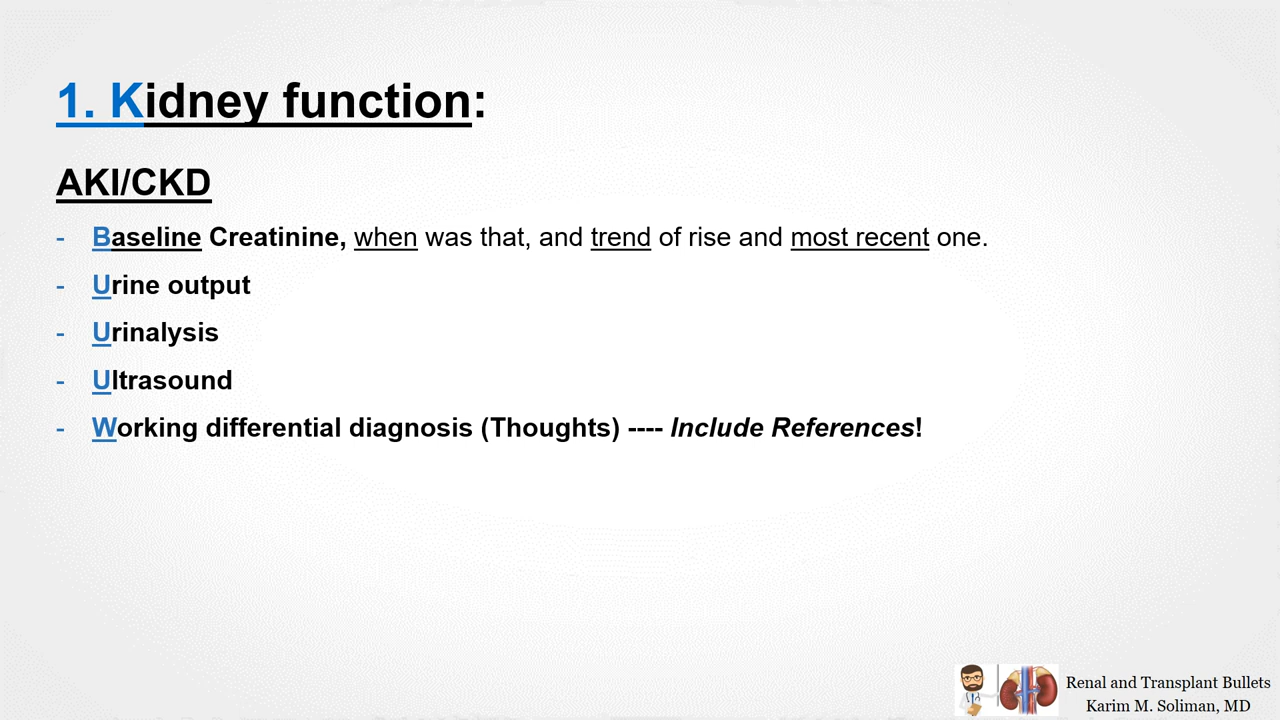 1. Kidney function:
AKI/CKD
- Baseline Creatinine, when was that, and trend of rise and most recent one.
- Urine output
- Urinalysis
- Ultrasound
- Working differential diagnosis (Thoughts) ---- Include References!
Renal and Transplant Bullets
Karim M. Soliman, MD